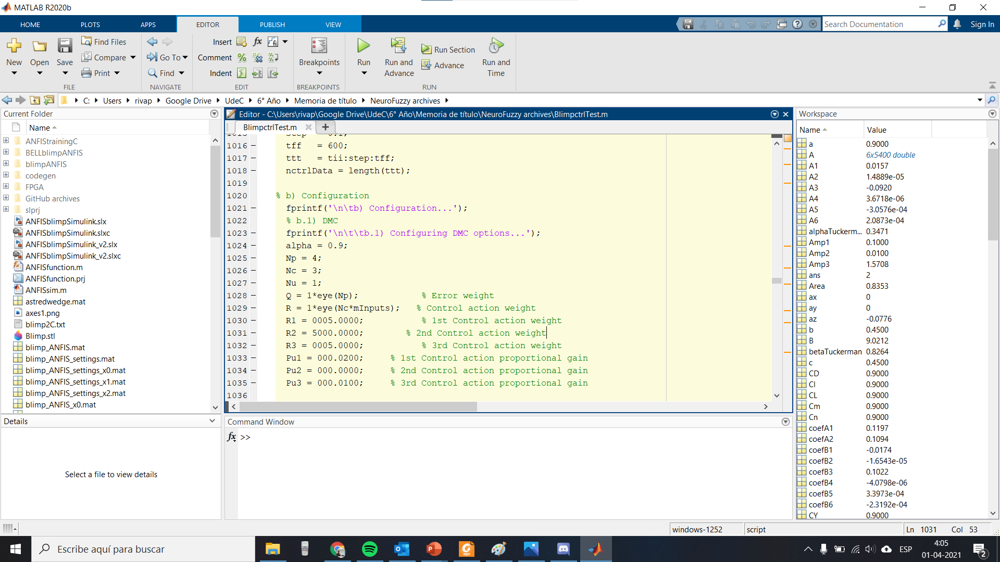 MATLAB R2020b
HOME PLOTS APPS EDITOR PUBLISH VIEW
Search Documentation
Sign In
New
Open
Save
Find Files
Compare
Print
FILE
Go To
Find
NAVIGATE
Insert
fx
fi
Comment
%
Indent
EDIT
Breakpoints
BREAKPOINTS
Run
Run and Advance
Run Section
Advance
Run and Time
RUN
C: Users rivap Google Drive UdeC 6° Año Memoria de título NeuroFuzzy archives
Current Folder
Name
ANFIStrainingC
BELLblimpANFIS
blimpANFIS
codegen
FPGA
GitHub archives
slprj
ANFISblimpSimulink.slx
ANFISblimpSimulink.slxc
ANFISblimpSimulink_v2.slx
ANFISblimpSimulink_v2.slxc
ANFISfunction.m
ANFISfunction.prj
ANFISsim.m
astredwedge.mat
axes1.png
blimp2C.txt
Blimp.stl
blimp_ANFIS.mat
blimp_ANFIS_settings.mat
blimp_ANFIS_settings_x0.mat
blimp_ANFIS_settings_x1.mat
blimp_ANFIS_settings_x2.mat
blimp_ANFIS_x0.mat
Details
Select a file to view details
Editor - C:\Users\rivap\Google Drive\UdeC\6° Año\Memoria de título\NeuroFuzzy archives\BlimpctrlTest.m
BlimpctrlTest.m
1016 – tff   = 600;
1017 – ttt   = tii:step:tff;
1018 – nctrlData = length(ttt);
1019
1020 % b) Configuration
1021 – fprintf('\n\tb) Configuration...');
1022 % b.1) DMC
1023 – fprintf('\n\t\tb.1) Configuring DMC options...');
1024 – alpha = 0.9;
1025 – Np = 4;
1026 – Nc = 3;
1027 – Nu = 1;
1028 – Q = 1*eye(Np); % Error weight
1029 – R = 1*eye(Nc*mInputs); % Control action weight
1030 – R1 = 0005.0000; % 1st Control action weight
1031 – R2 = 5000.0000; % 2nd Control action weight
1032 – R3 = 0005.0000; % 3rd Control action weight
1033 – Pu1 = 000.0200; % 1st Control action proportional gain
1034 – Pu2 = 000.0000; % 2nd Control action proportional gain
1035 – Pu3 = 000.0100; % 3rd Control action proportional gain
1036
Command Window
fx >>
Workspace
Name Value
a 0.9000
A 6x5400 double
A1 0.0157
A2 1.4889e-05
A3 -0.0920
A4 3.6718e-06
A5 -3.0576e-04
A6 2.0873e-04
alphaTuckerm... 0.3471
Amp1 0.1000
Amp2 0.0100
Amp3 1.5708
ans 2
Area 0.8353
ax 0
ay 0
az -0.0776
b 0.4500
B 9.0212
betaTuckerman 0.8264
c 0.4500
CD 0.9000
Cl 0.9000
CL 0.9000
Cm 0.9000
Cn 0.9000
coefA1 0.1197
coefA2 0.1094
coefB1 -0.0174
coefB2 -1.6543e-05
coefB3 0.1022
coefB4 -4.0798e-06
coefB5 3.3973e-04
coefB6 -2.3192e-04
CY 0.9000
windows-1252 script Ln 1031 Col 53
Escribe aquí para buscar
ESP
4:05
01-04-2021
2